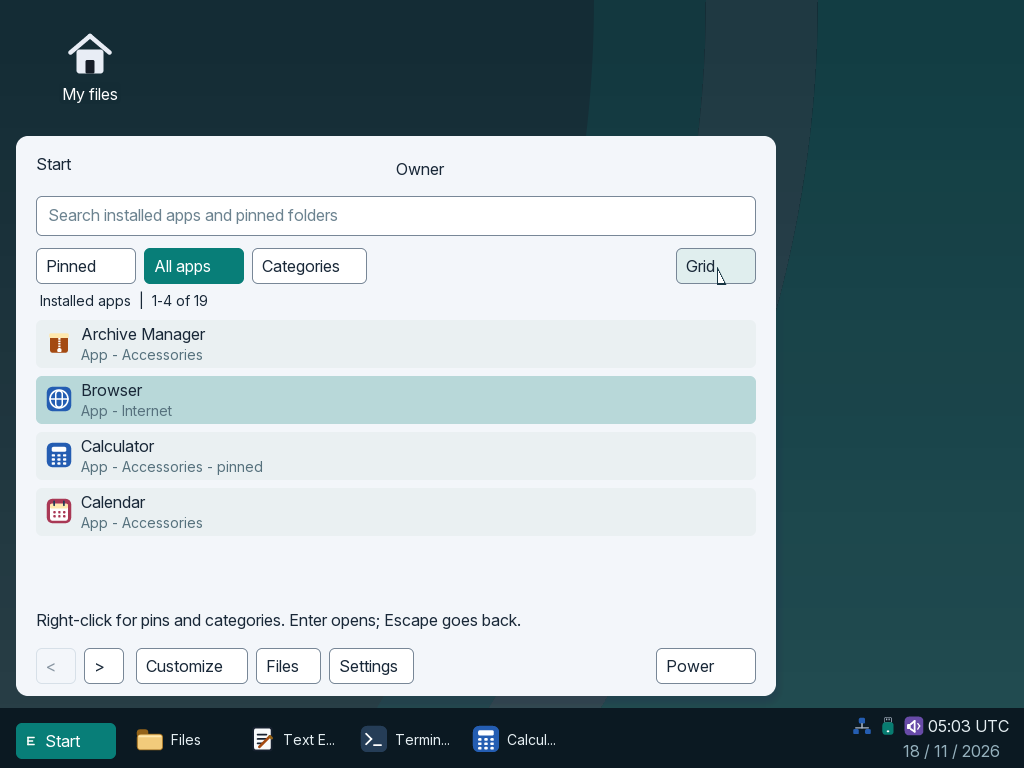 My files
Start
Owner
Search installed apps and pinned folders
Pinned
All apps
Categories
Grid
Installed apps | 1-4 of 19
Archive Manager
App - Accessories
Browser
App - Internet
Calculator
App - Accessories - pinned
Calendar
App - Accessories
Right-click for pins and categories. Enter opens; Escape goes back.
<
>
Customize
Files
Settings
Power
E Start
Files
Text E...
Termin...
Calcul...
05:03 UTC
18 / 11 / 2026